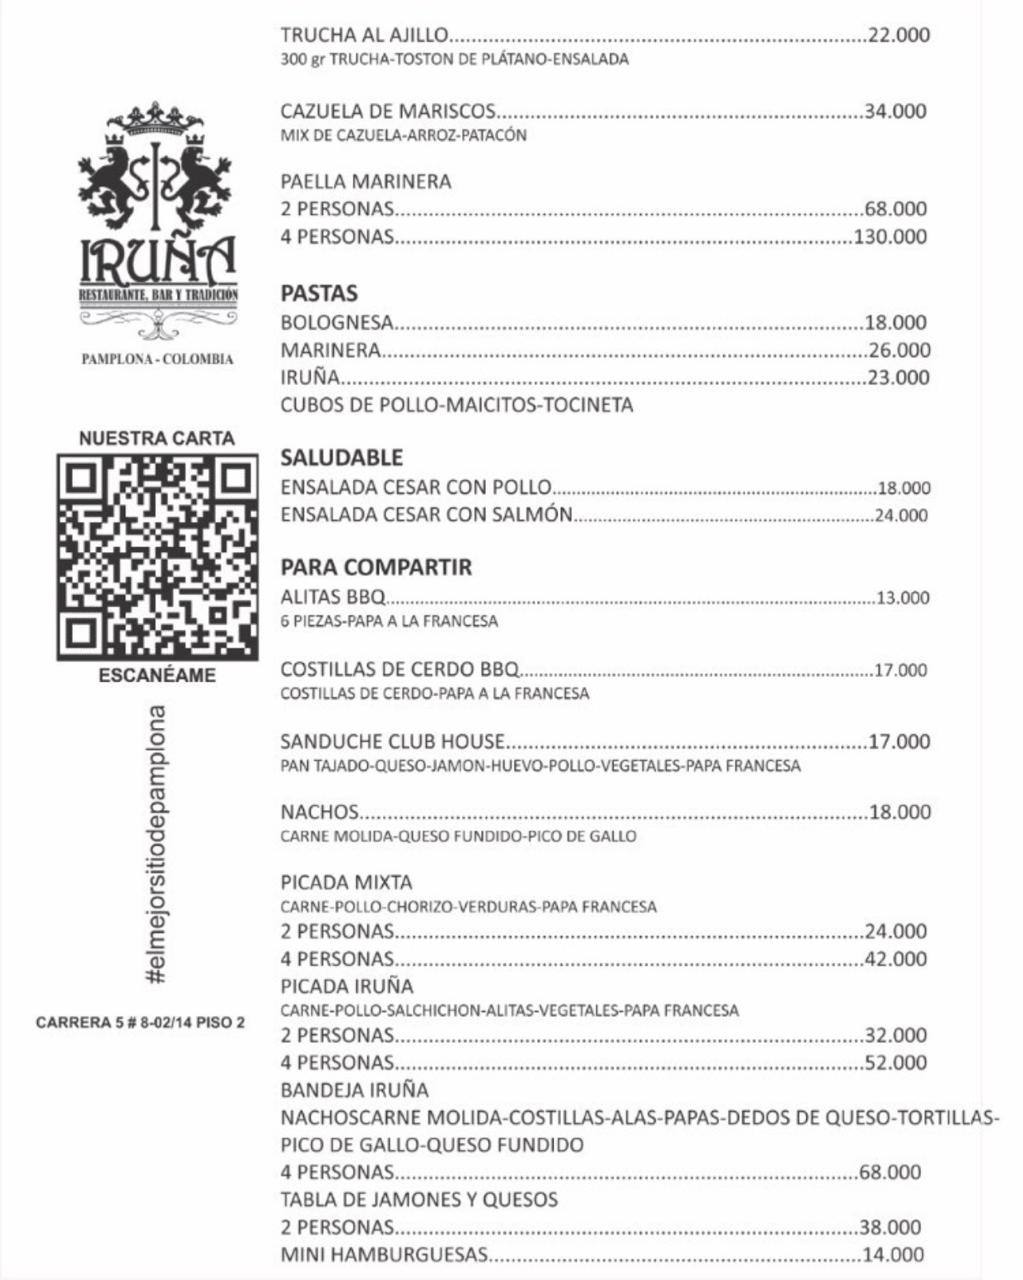 TRUCHA AL AJILLO....................22.000
300 gr TRUCHA-TOSTON DE PLÁTANO-ENSALADA
CAZUELA DE MARISCOS....................34.000
MIX DE CAZUELA-ARROZ-PATACÓN
PAELLA MARINERA
2 PERSONAS....................68.000
4 PERSONAS....................130.000
PASTAS
BOLOGNESA....................18.000
MARINERA....................26.000
IRUÑA....................23.000
CUBOS DE POLLO-MAICITOS-TOCINETA
SALUDABLE
ENSALADA CESAR CON POLLO....................18.000
ENSALADA CESAR CON SALMÓN....................24.000
PARA COMPARTIR
ALITAS BBQ....................13.000
6 PIEZAS-PAPA A LA FRANCESA
COSTILLAS DE CERDO BBQ....................17.000
COSTILLAS DE CERDO-PAPA A LA FRANCESA
SANDUCHE CLUB HOUSE....................17.000
PAN TAJADO-QUESO-JAMON-HUEVO-POLLO-VEGETALES-PAPA FRANCESA
NACHOS....................18.000
CARNE MOLIDA-QUESO FUNDIDO-PICO DE GALLO
PICADA MIXTA
CARNE-POLLO-CHORIZO-VERDURAS-PAPA FRANCESA
2 PERSONAS....................24.000
4 PERSONAS....................42.000
PICADA IRUÑA
CARNE-POLLO-SALCHICHON-ALITAS-VEGETALES-PAPA FRANCESA
2 PERSONAS....................32.000
4 PERSONAS....................52.000
BANDEJA IRUÑA
NACHOSCARNE MOLIDA-COSTILLAS-ALAS-PAPAS-DEDOS DE QUESO-TORTILLAS-
PICO DE GALLO-QUESO FUNDIDO
4 PERSONAS....................68.000
TABLA DE JAMONES Y QUESOS
2 PERSONAS....................38.000
MINI HAMBURGUESAS....................14.000
IRUÑA
RESTAURANTE, BAR Y TRADICIÓN
PAMPLONA - COLOMBIA
NUESTRA CARTA
ESCANÉAME
#elmejorsitiodepamplona
CARRERA 5 # 8-02/14 PISO 2